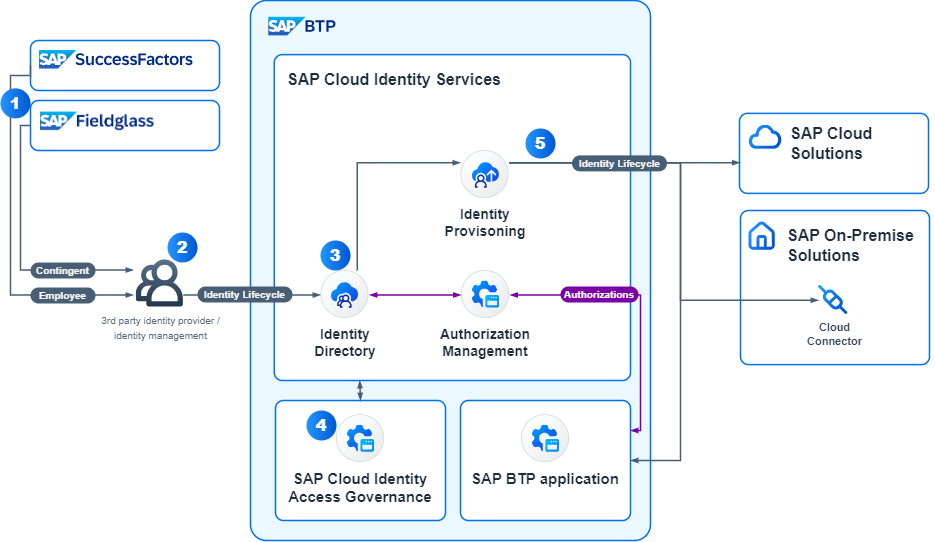 SAP BTP
SAP SuccessFactors
SAP Cloud Identity Services
1
SAP Fieldglass
5
SAP Cloud
Solutions
Identity Lifecycle
Identity
Provisoning
2
3
SAP On-Premise
Solutions
Contingent
Employee
Identity Lifecycle
Authorizations
3rd party identity provider /
identity management
Identity
Directory
Authorization
Management
Cloud
Connector
4
SAP Cloud Identity
Access Governance
SAP BTP application